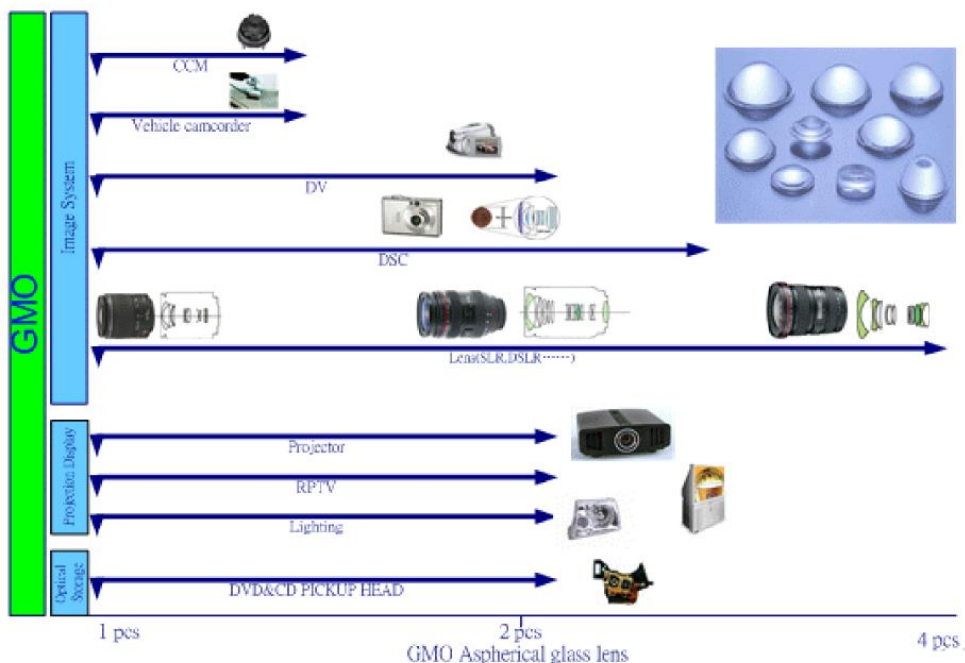 GMO
Image System
CCM
Vehicle camcorder
DV
DSC
Lens(SLR,DSLR······)
Projection Display
Projector
RPTV
Lighting
Optical
Storage
DVD&CD PICKUP HEAD
1 pcs
2 pcs
4 pcs
GMO Aspherical glass lens